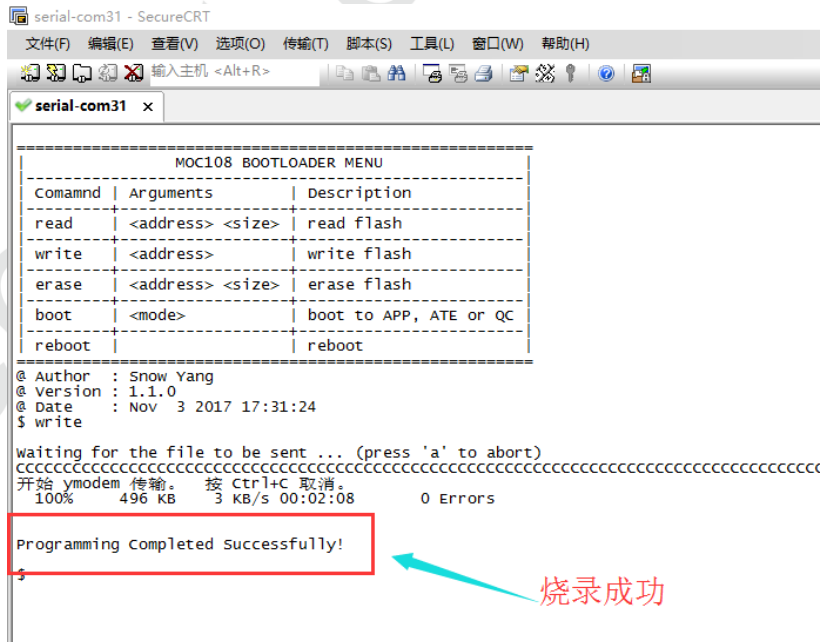 serial-com31 - SecureCRT
文件(F) 编辑(E) 查看(V) 选项(O) 传输(T) 脚本(S) 工具(L) 窗口(W) 帮助(H)
输入主机 <Alt+R>
serial-com31 ×
MOC108 BOOTLOADER MENU
Comamnd | Arguments | Description
read | <address> <size> | read flash
write | <address> | write flash
erase | <address> <size> | erase flash
boot | <mode> | boot to APP, ATE or QC
reboot | | reboot
@ Author : Snow Yang
@ Version : 1.1.0
@ Date : Nov 3 2017 17:31:24
$ write
Waiting for the file to be sent ... (press 'a' to abort)
CCCCCCCCCCCCCCCCCCCCCCCCCCCCCCCCCCCCCCCCCCCCCCCCCCCCCCCCCCCCCCCCCCCCCCCCCCCCCCCCCCCCCC
开始 ymodem 传输。 按 Ctrl+C 取消。
100% 496 KB 3 KB/s 00:02:08 0 Errors
Programming Completed Successfully!
$
烧录成功